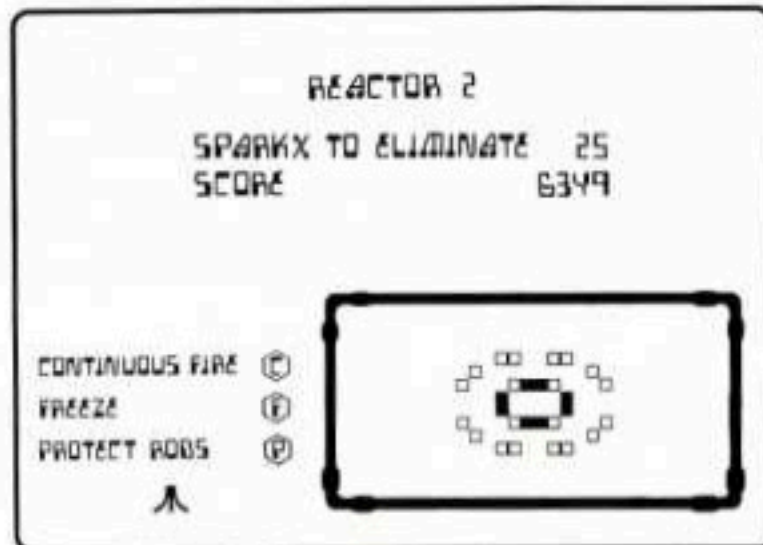 REACTOR 2
SPARKX TO ELIMINATE 25
SCORE 6349
CONTINUOUS FIRE C
FREEZE F
PROTECT RODS P